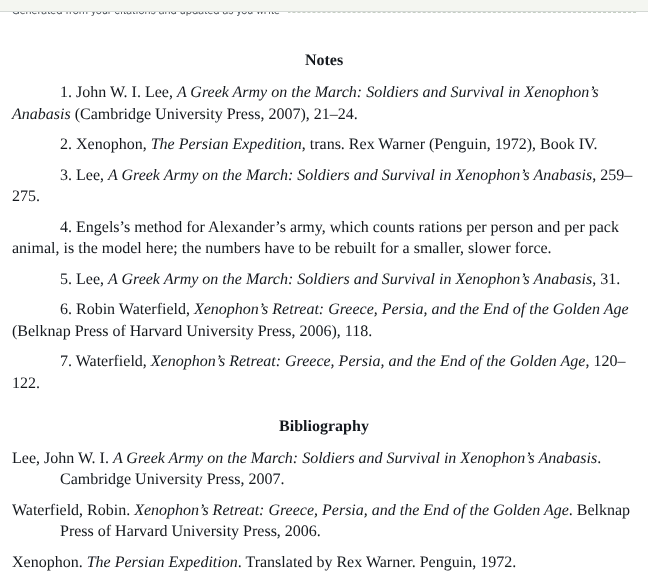 Generated from your citations and updated as you write
Notes
1. John W. I. Lee, A Greek Army on the March: Soldiers and Survival in Xenophon’s
Anabasis (Cambridge University Press, 2007), 21–24.
2. Xenophon, The Persian Expedition, trans. Rex Warner (Penguin, 1972), Book IV.
3. Lee, A Greek Army on the March: Soldiers and Survival in Xenophon’s Anabasis, 259–
275.
4. Engels’s method for Alexander’s army, which counts rations per person and per pack
animal, is the model here; the numbers have to be rebuilt for a smaller, slower force.
5. Lee, A Greek Army on the March: Soldiers and Survival in Xenophon’s Anabasis, 31.
6. Robin Waterfield, Xenophon’s Retreat: Greece, Persia, and the End of the Golden Age
(Belknap Press of Harvard University Press, 2006), 118.
7. Waterfield, Xenophon’s Retreat: Greece, Persia, and the End of the Golden Age, 120–
122.
Bibliography
Lee, John W. I. A Greek Army on the March: Soldiers and Survival in Xenophon’s Anabasis.
Cambridge University Press, 2007.
Waterfield, Robin. Xenophon’s Retreat: Greece, Persia, and the End of the Golden Age. Belknap
Press of Harvard University Press, 2006.
Xenophon. The Persian Expedition. Translated by Rex Warner. Penguin, 1972.